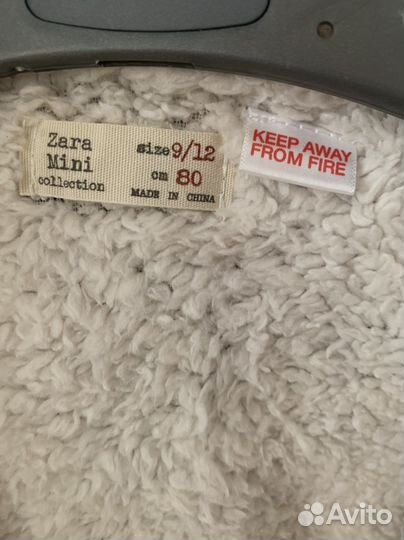 Zara
Mini
collection
size 9/12
cm 80
MADE IN CHINA
KEEP AWAY
FROM FIRE
Avito